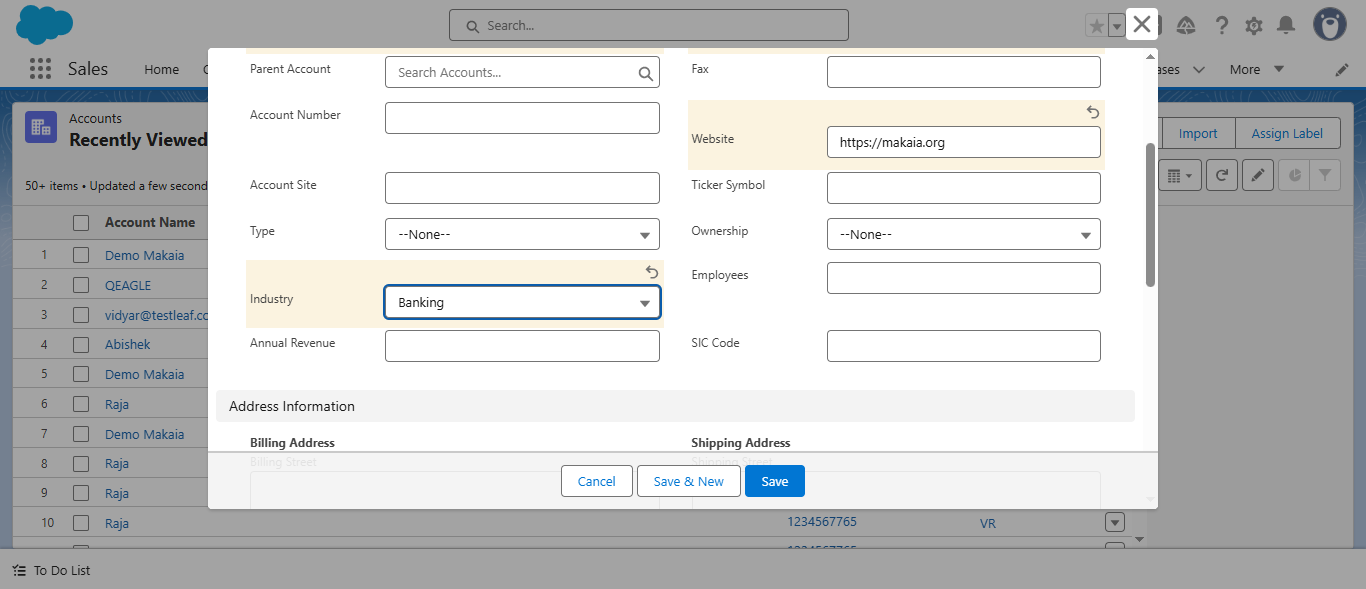 Search...
Sales
Home
More
Accounts
Recently Viewed
Import
Assign Label
50+ items • Updated a few second
Account Name
1
Demo Makaia
2
QEAGLE
3
vidyar@testleaf.co
4
Abishek
5
Demo Makaia
6
Raja
7
Demo Makaia
8
Raja
9
Raja
10
Raja
1234567765
VR
Parent Account
Search Accounts...
Fax
Account Number
Website
https://makaia.org
Account Site
Ticker Symbol
Type
--None--
Ownership
--None--
Industry
Banking
Employees
Annual Revenue
SIC Code
Address Information
Billing Address
Shipping Address
Billing Street
Shipping Street
Cancel
Save & New
Save
To Do List